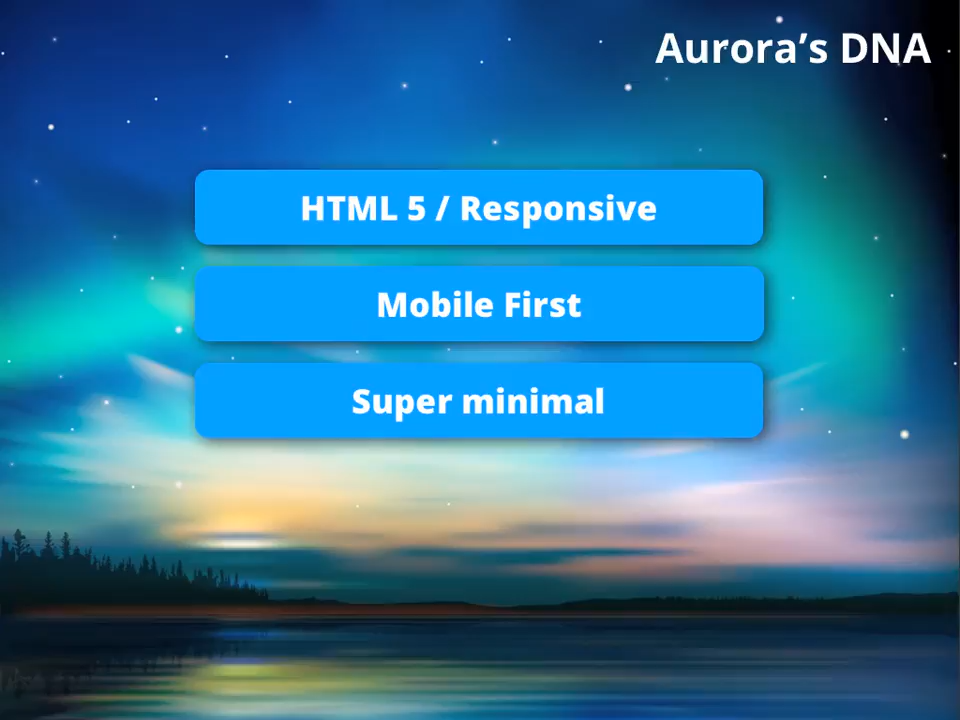 Aurora’s DNA
HTML 5 / Responsive
Mobile First
Super minimal